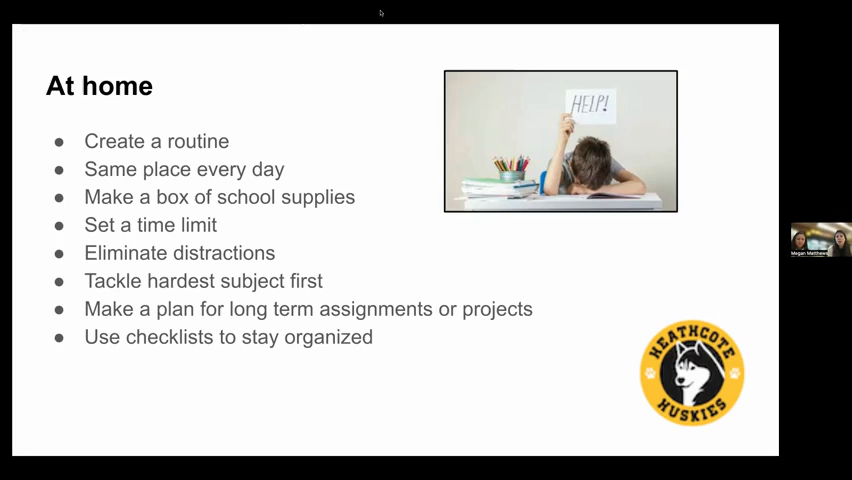 At home
HELP!
● Create a routine
● Same place every day
● Make a box of school supplies
● Set a time limit
● Eliminate distractions
● Tackle hardest subject first
● Make a plan for long term assignments or projects
● Use checklists to stay organized
HEATHCOTE
HUSKIES
Megan Matthews